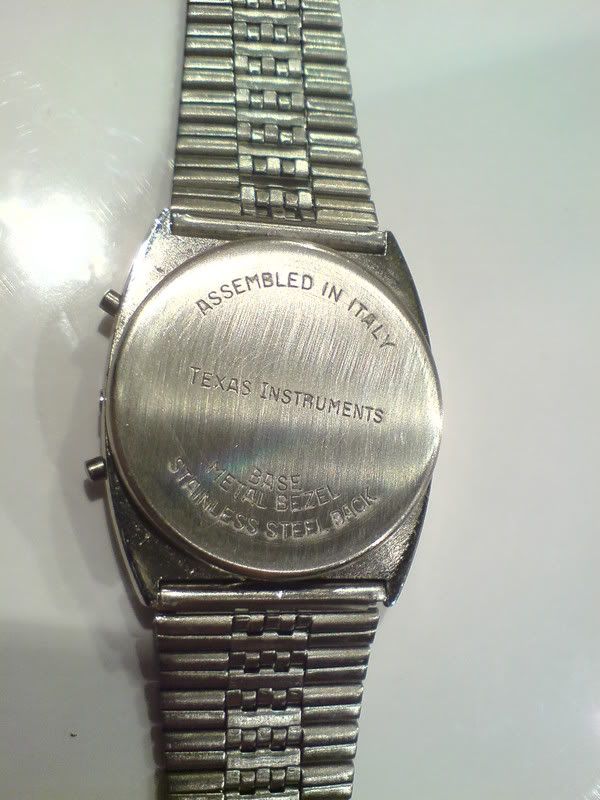 ASSEMBLED IN ITALY
TEXAS INSTRUMENTS
BASE
METAL BEZEL
STAINLESS STEEL BACK